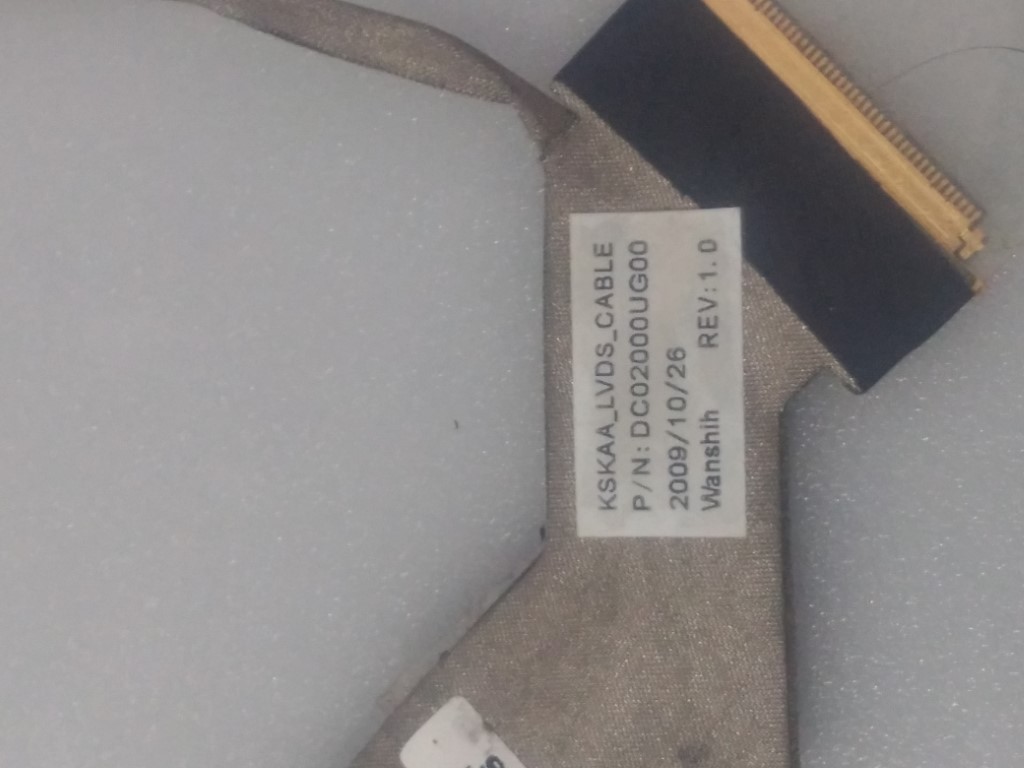 KSKAA_LVDS_CABLE
P/N:DC02000UG00
2009/10/26
Wanshih REV:1.0